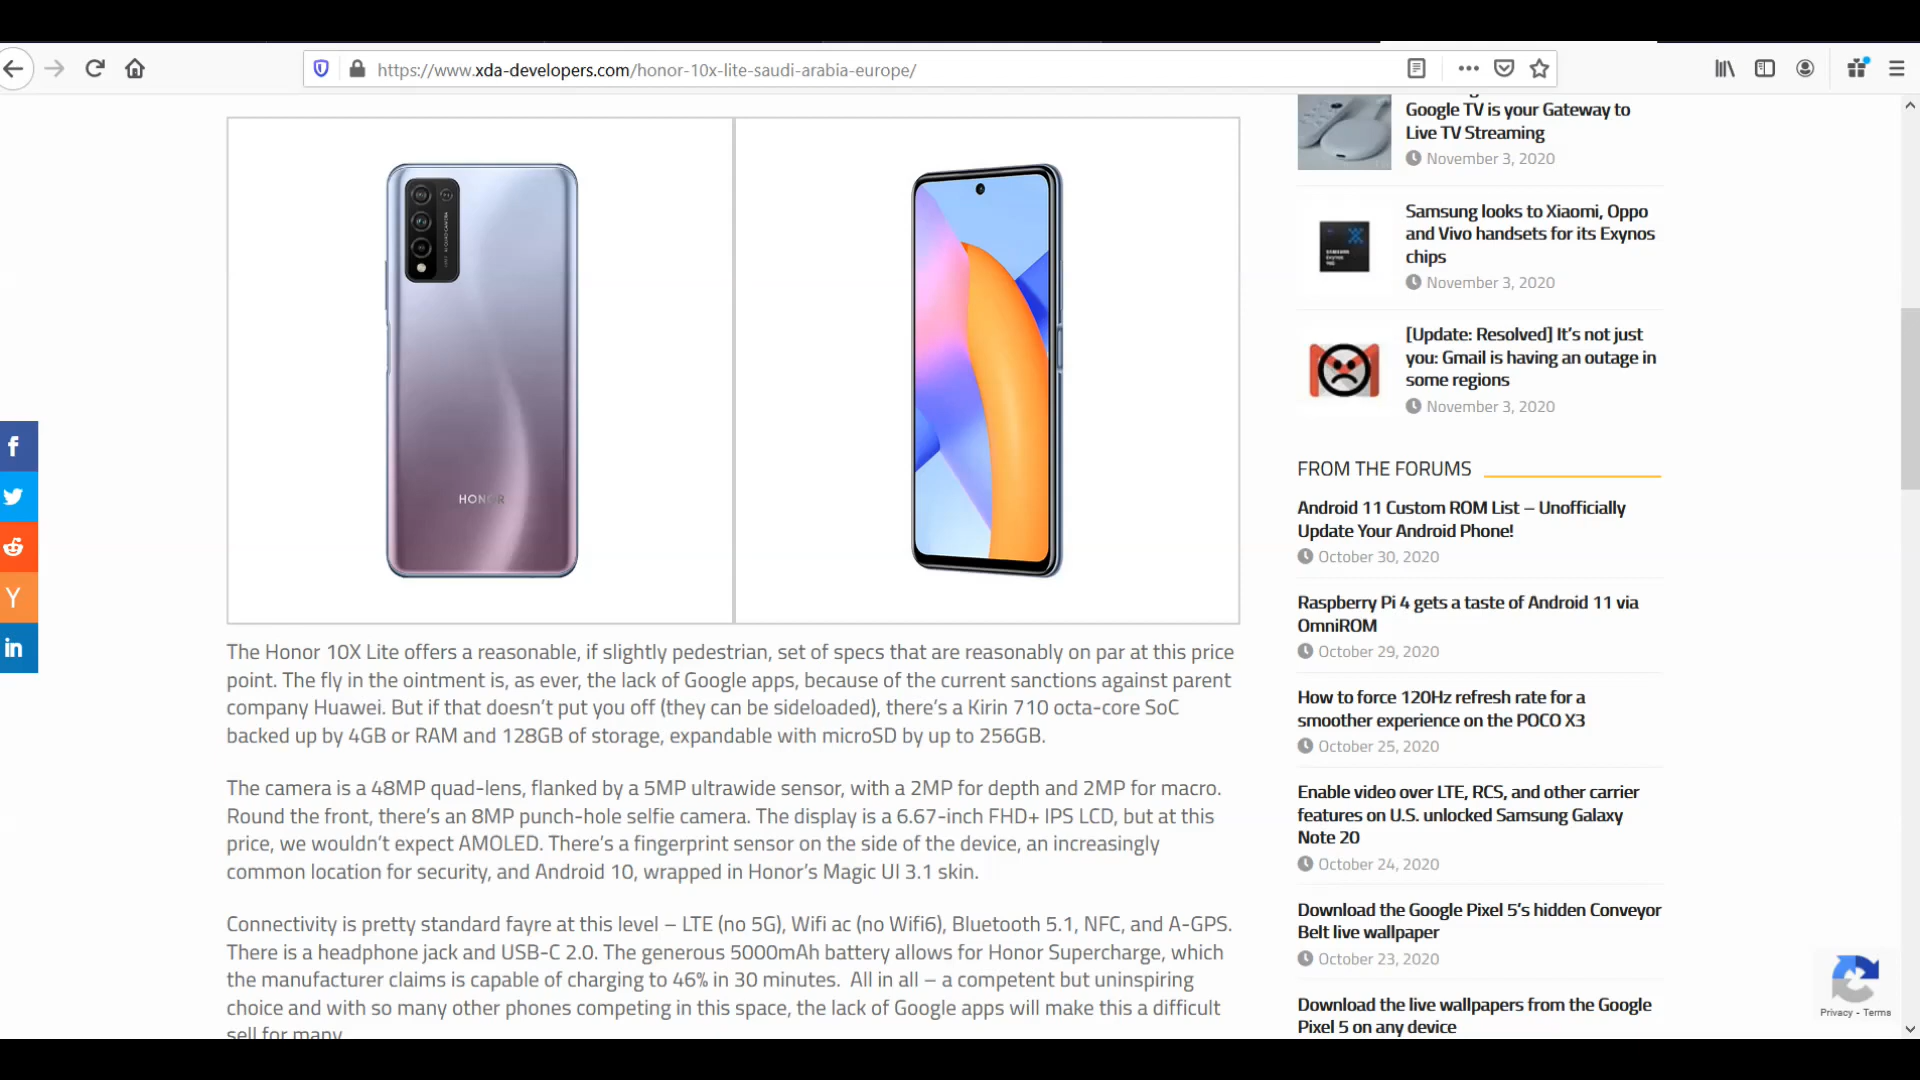 https://www.xda-developers.com/honor-10x-lite-saudi-arabia-europe/
HONOR
The Honor 10X Lite offers a reasonable, if slightly pedestrian, set of specs that are reasonably on par at this price
point. The fly in the ointment is, as ever, the lack of Google apps, because of the current sanctions against parent
company Huawei. But if that doesn't put you off (they can be sideloaded), there's a Kirin 710 octa-core SoC
backed up by 4GB or RAM and 128GB of storage, expandable with microSD by up to 256GB.
The camera is a 48MP quad-lens, flanked by a 5MP ultrawide sensor, with a 2MP for depth and 2MP for macro.
Round the front, there's an 8MP punch-hole selfie camera. The display is a 6.67-inch FHD+ IPS LCD, but at this
price, we wouldn't expect AMOLED. There's a fingerprint sensor on the side of the device, an increasingly
common location for security, and Android 10, wrapped in Honor's Magic UI 3.1 skin.
Connectivity is pretty standard fayre at this level – LTE (no 5G), Wifi ac (no Wifi6), Bluetooth 5.1, NFC, and A-GPS.
There is a headphone jack and USB-C 2.0. The generous 5000mAh battery allows for Honor Supercharge, which
the manufacturer claims is capable of charging to 46% in 30 minutes. All in all – a competent but uninspiring
choice and with so many other phones competing in this space, the lack of Google apps will make this a difficult
sell for many.
Google TV is your Gateway to
Live TV Streaming
November 3, 2020
Samsung looks to Xiaomi, Oppo
and Vivo handsets for its Exynos
chips
November 3, 2020
[Update: Resolved] It's not just
you: Gmail is having an outage in
some regions
November 3, 2020
FROM THE FORUMS
Android 11 Custom ROM List – Unofficially
Update Your Android Phone!
October 30, 2020
Raspberry Pi 4 gets a taste of Android 11 via
OmniROM
October 29, 2020
How to force 120Hz refresh rate for a
smoother experience on the POCO X3
October 25, 2020
Enable video over LTE, RCS, and other carrier
features on U.S. unlocked Samsung Galaxy
Note 20
October 24, 2020
Download the Google Pixel 5's hidden Conveyor
Belt live wallpaper
October 23, 2020
Download the live wallpapers from the Google
Pixel 5 on any device
Privacy - Terms